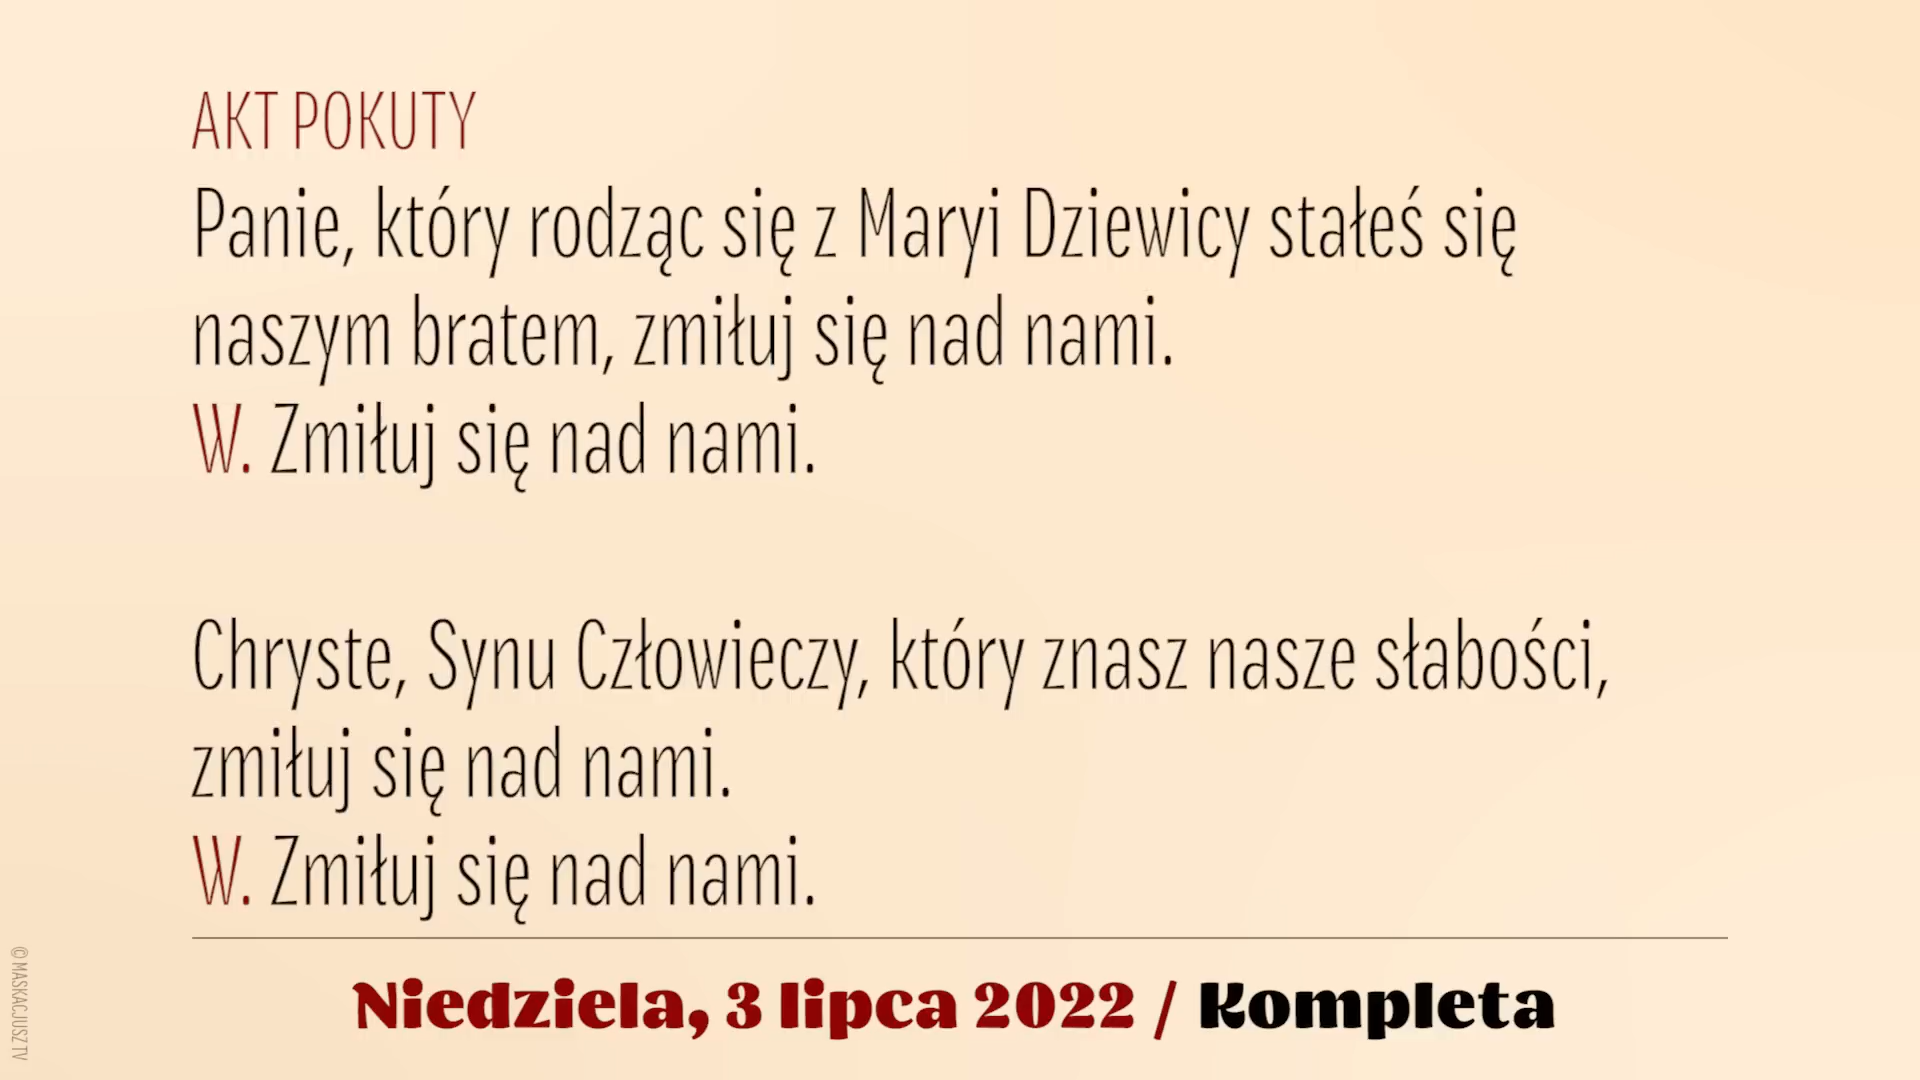 AKT POKUTY
Panie, który rodząc się z Maryi Dziewicy stałeś się
naszym bratem, zmiłuj się nad nami.
W. Zmiłuj się nad nami.
Chryste, Synu Człowieczy, który znasz nasze słabości,
zmiłuj się nad nami.
W. Zmiłuj się nad nami.
Niedziela, 3 lipca 2022 / Kompleta
© MASKACJUSZ TV